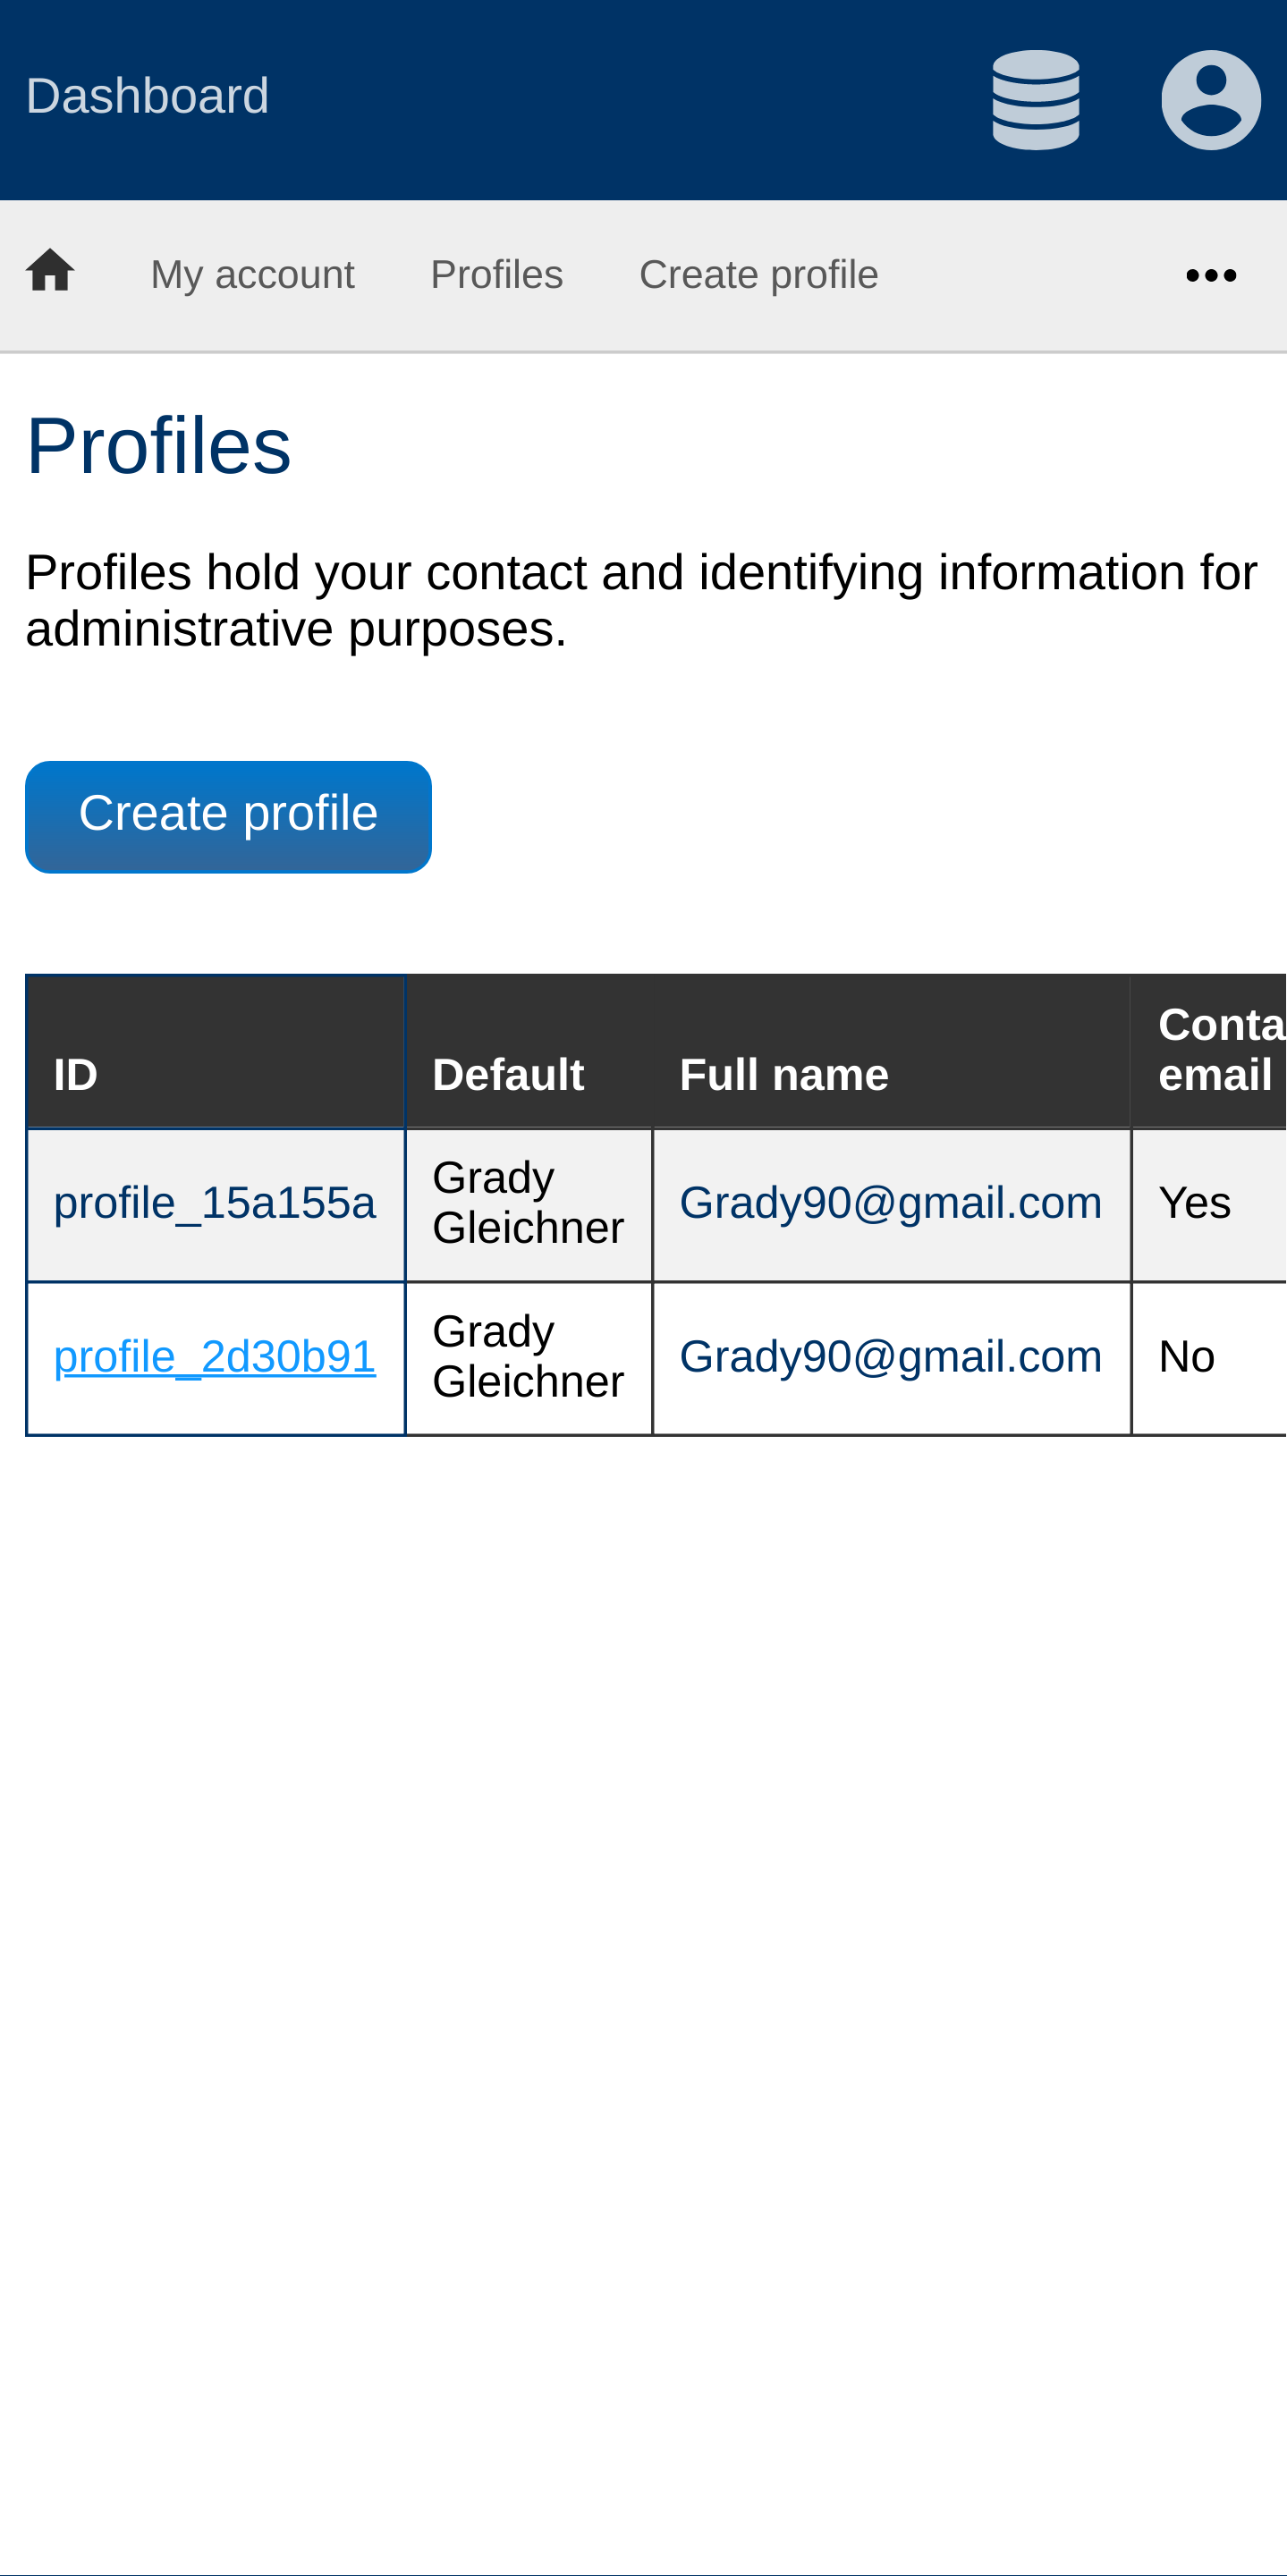 Dashboard
My account Profiles Create profile
Profiles
Profiles hold your contact and identifying information for
administrative purposes.
Create profile
ID Default Full name Conta
email
profile_15a155a Grady
Gleichner Grady90@gmail.com Yes
profile_2d30b91 Grady
Gleichner Grady90@gmail.com No